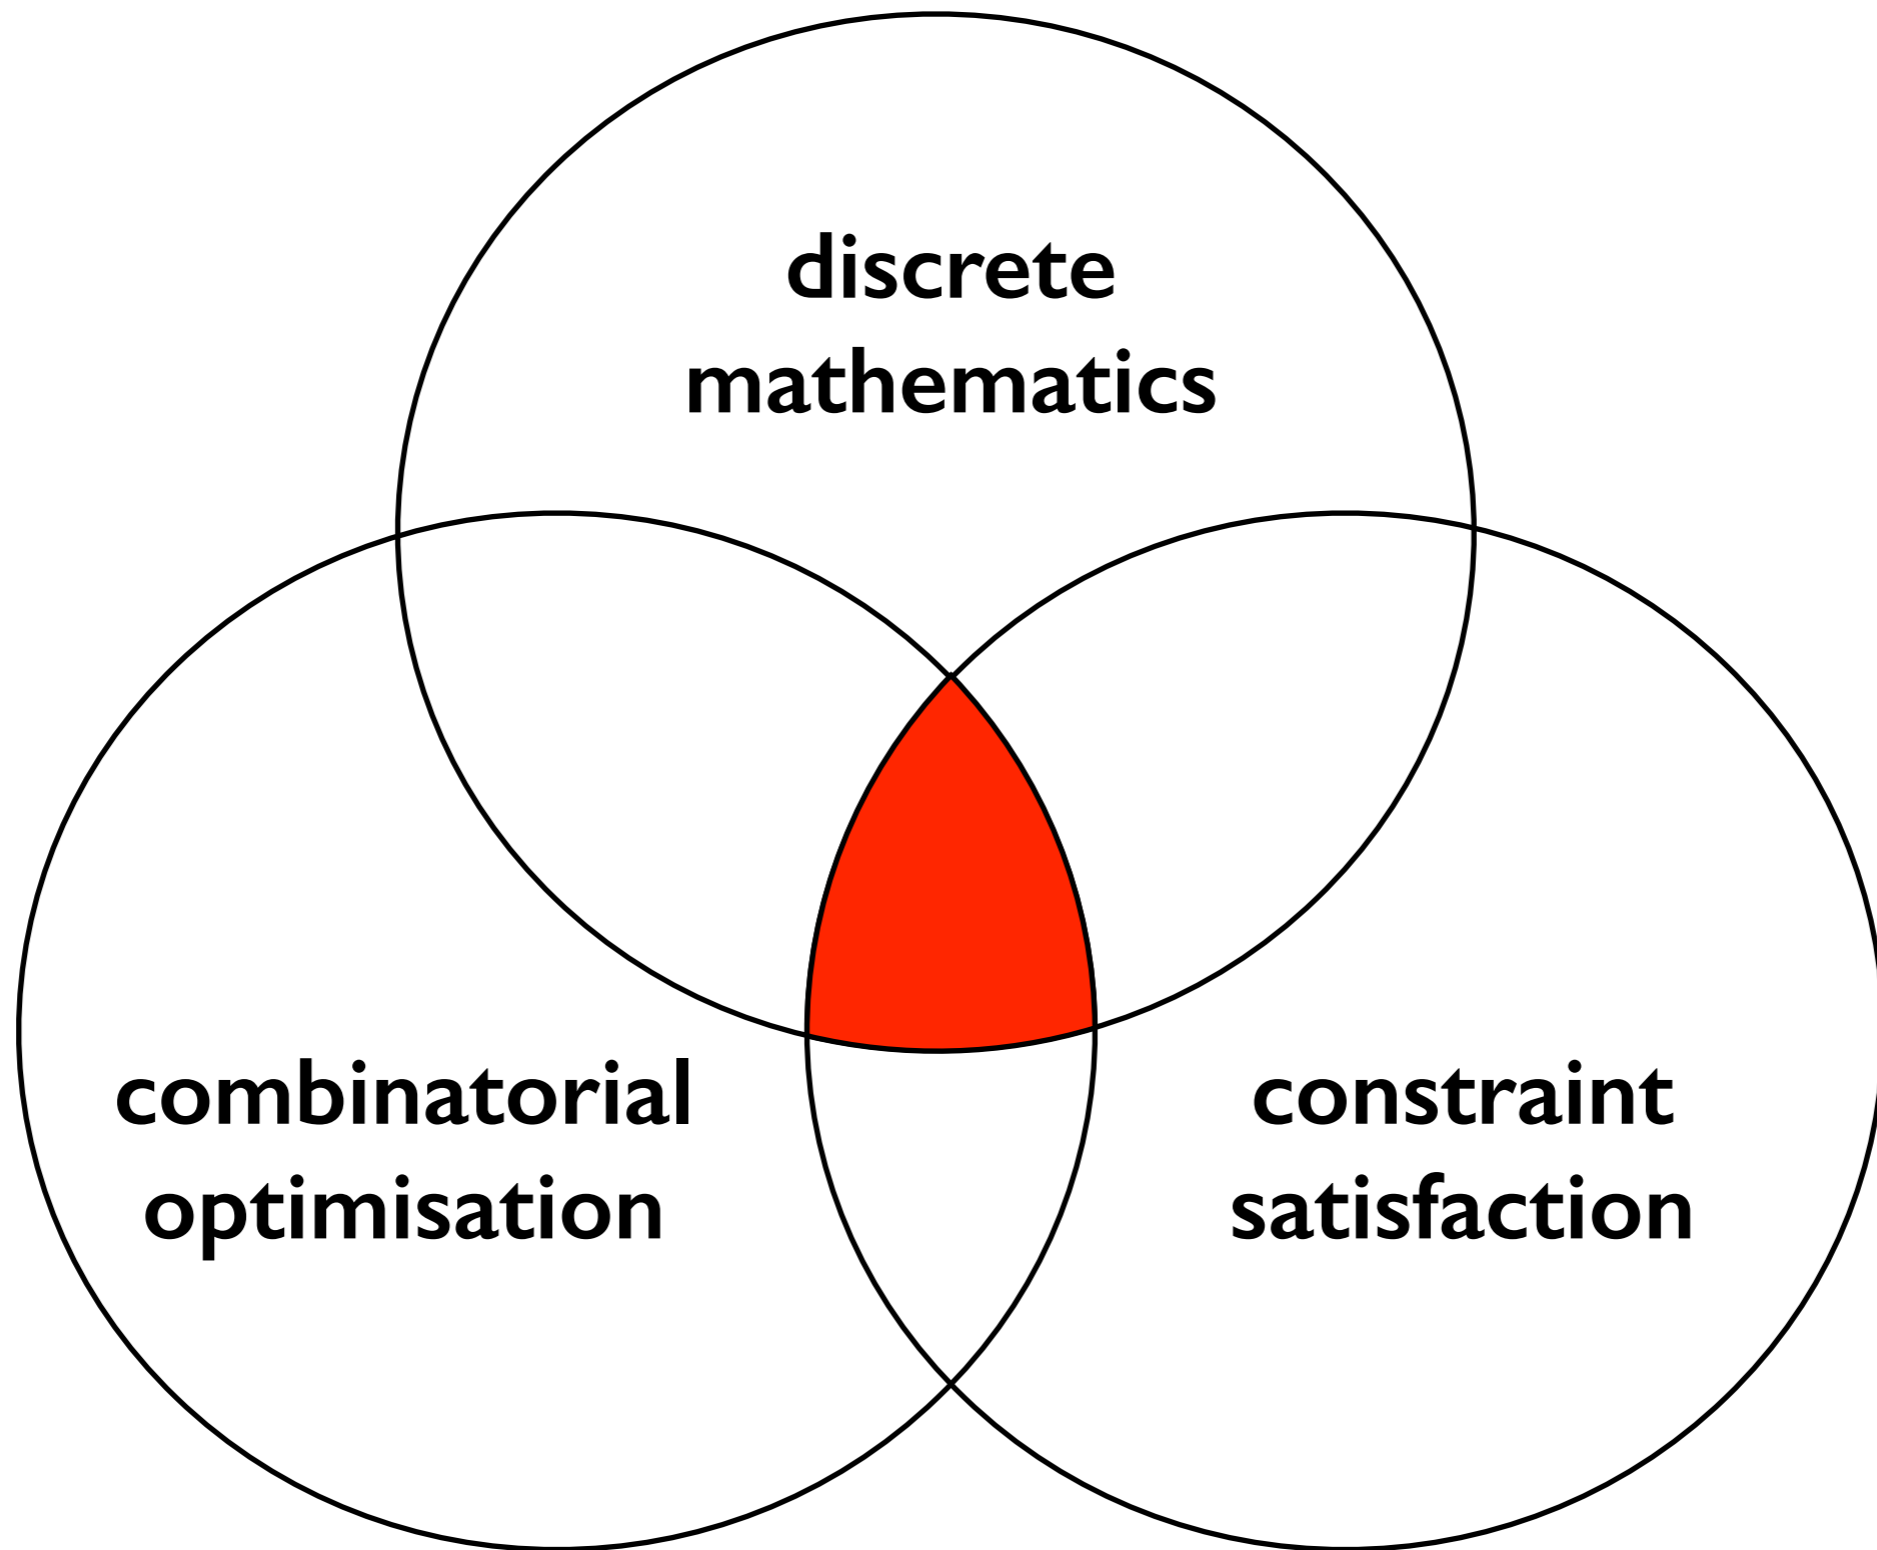 discrete
mathematics
combinatorial
optimisation
constraint
satisfaction